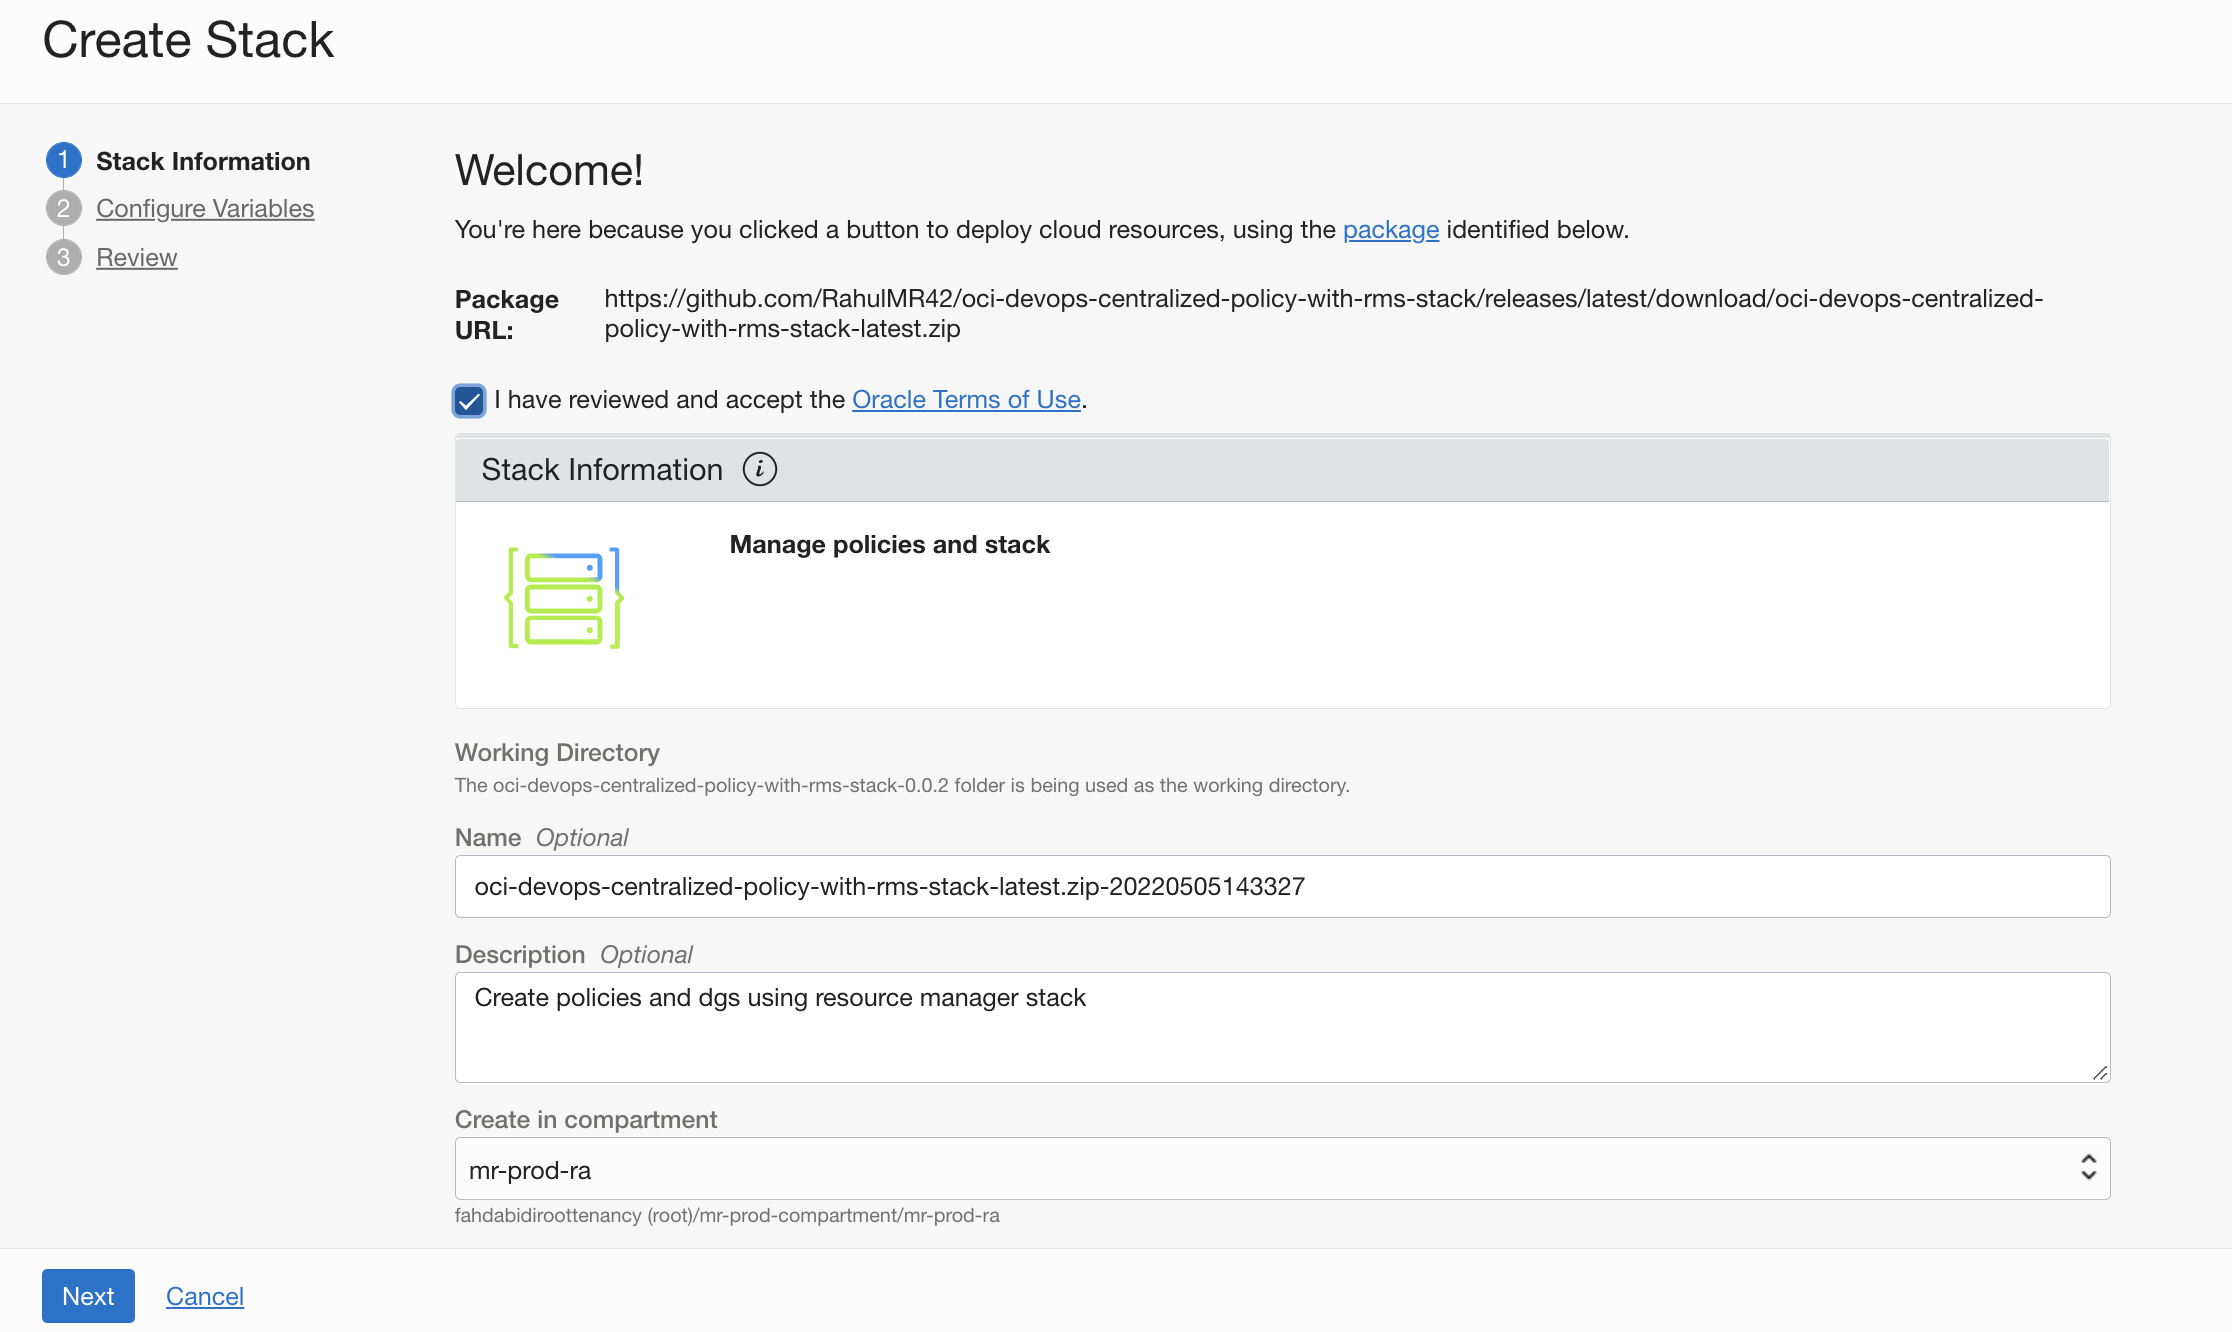 Create Stack
1 Stack Information
2 Configure Variables
3 Review
Welcome!
You're here because you clicked a button to deploy cloud resources, using the package identified below.
Package URL:
https://github.com/RahulMR42/oci-devops-centralized-policy-with-rms-stack/releases/latest/download/oci-devops-centralized-
policy-with-rms-stack-latest.zip
I have reviewed and accept the Oracle Terms of Use.
Stack Information i
Manage policies and stack
Working Directory
The oci-devops-centralized-policy-with-rms-stack-0.0.2 folder is being used as the working directory.
Name Optional
oci-devops-centralized-policy-with-rms-stack-latest.zip-20220505143327
Description Optional
Create policies and dgs using resource manager stack
Create in compartment
mr-prod-ra
fahdabidiroottenancy (root)/mr-prod-compartment/mr-prod-ra
Next Cancel